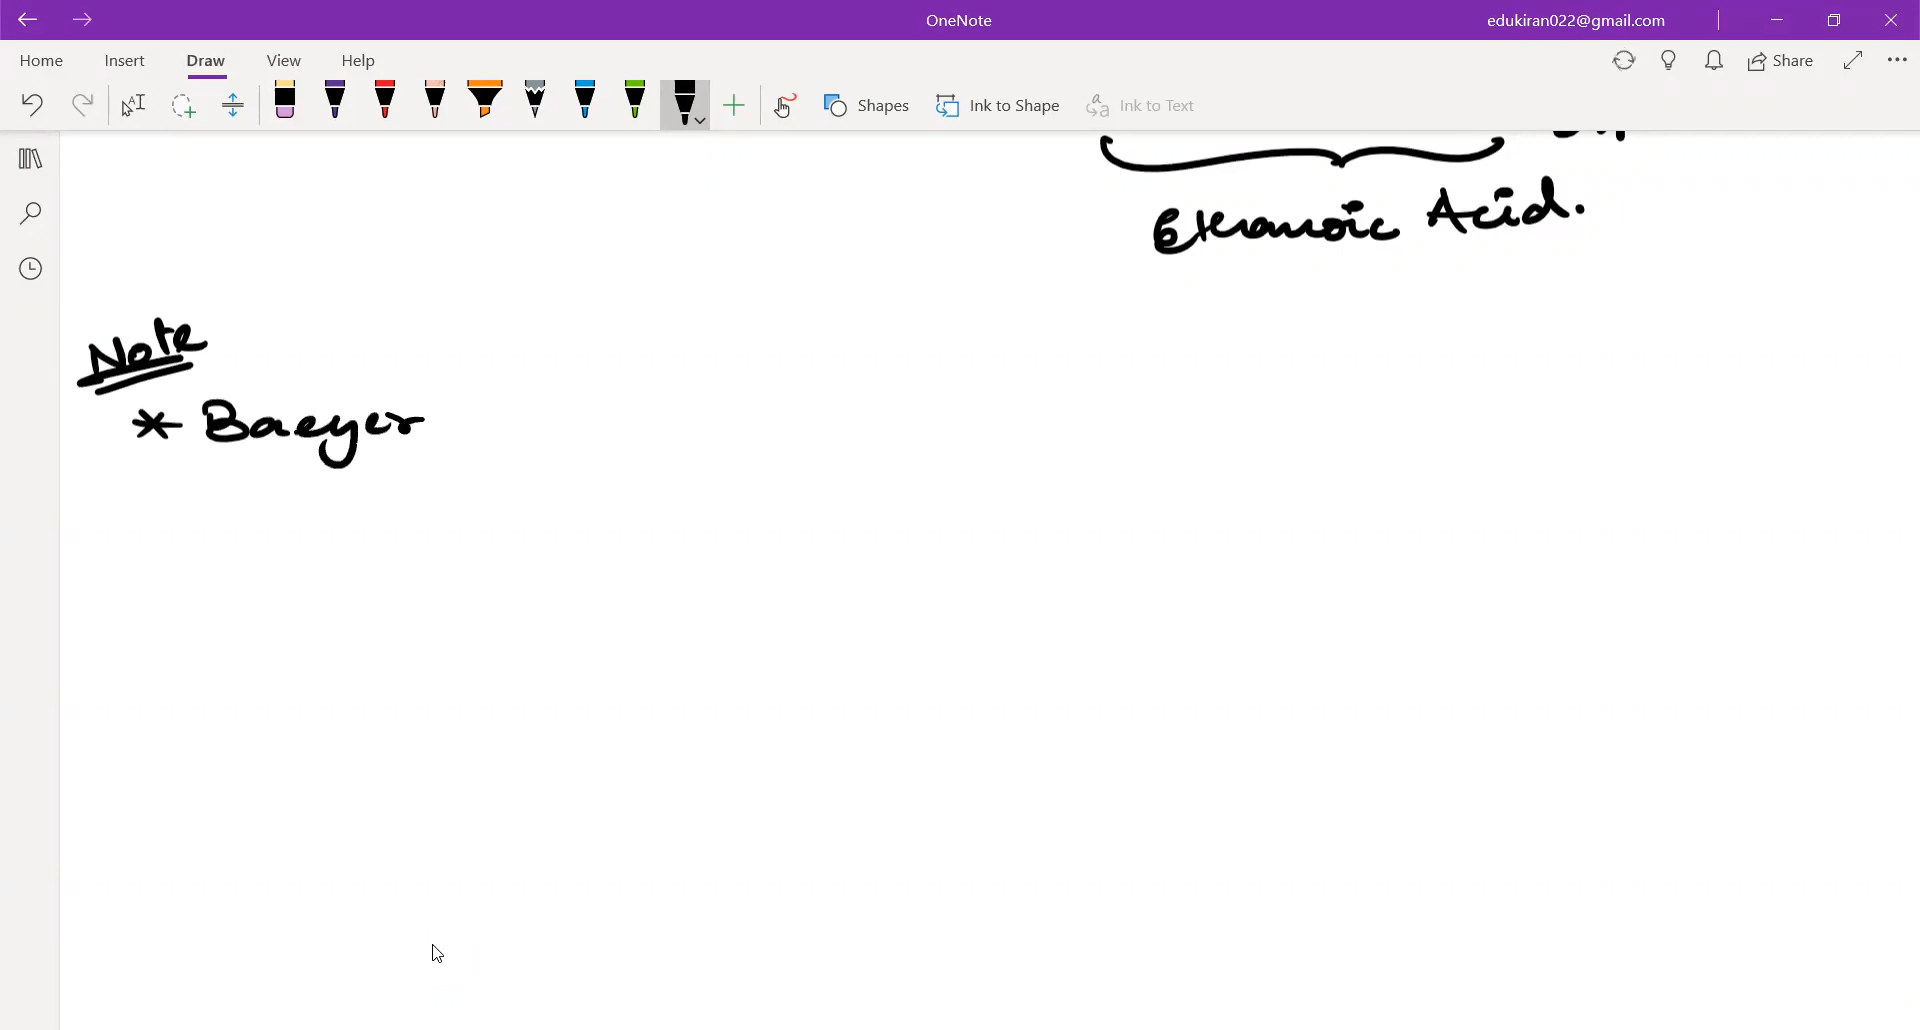 OneNote
edukiran022@gmail.com
Home Insert Draw View Help
Share
Shapes Ink to Shape Ink to Text
Ethanoic Acid.
Note
* Baeyer